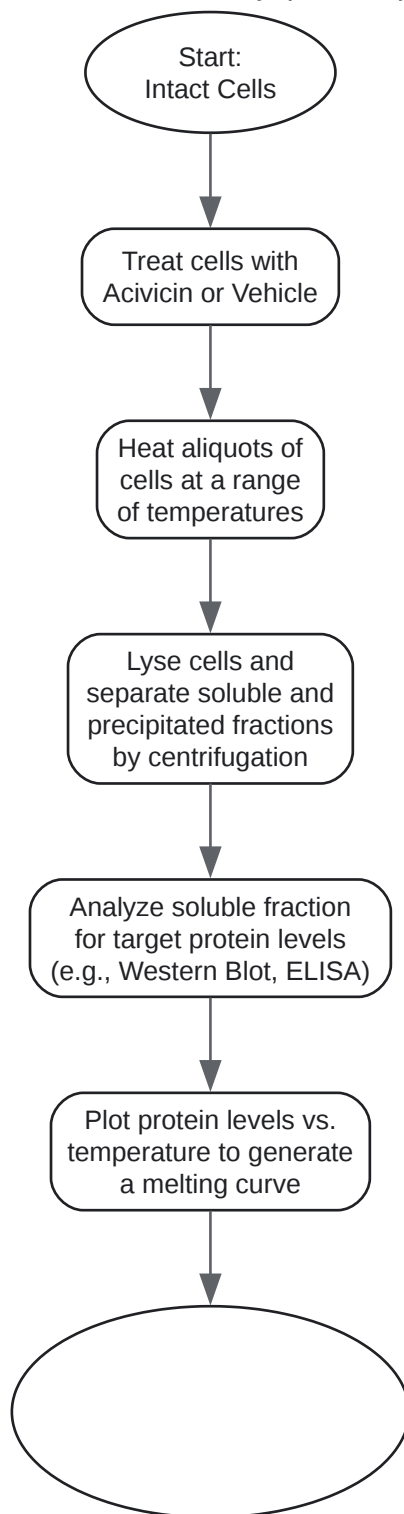 Start:
Intact Cells
Treat cells with
Acivicin or Vehicle
Heat aliquots of
cells at a range
of temperatures
Lyse cells and
separate soluble and
precipitated fractions
by centrifugation
Analyze soluble fraction
for target protein levels
(e.g., Western Blot, ELISA)
Plot protein levels vs.
temperature to generate
a melting curve